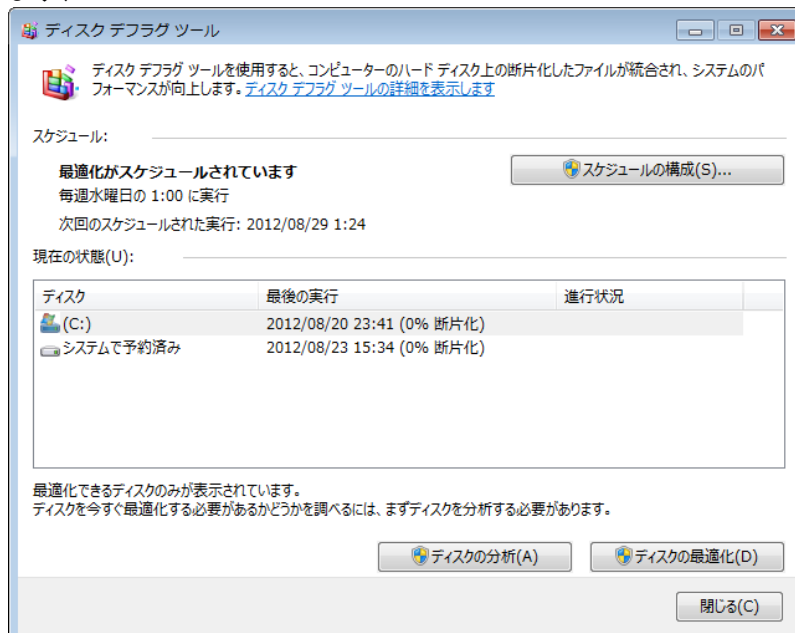 ディスク デフラグ ツール
ディスク デフラグ ツールを使用すると、コンピューターのハード ディスク上の断片化したファイルが統合され、システムのパ
フォーマンスが向上します。ディスク デフラグ ツールの詳細を表示します
スケジュール:
最適化がスケジュールされています
スケジュールの構成(S)...
毎週水曜日の 1:00 に実行
次回のスケジュールされた実行: 2012/08/29 1:24
現在の状態(U):
ディスク 最後の実行 進行状況
(C:) 2012/08/20 23:41 (0% 断片化)
システムで予約済み 2012/08/23 15:34 (0% 断片化)
最適化できるディスクのみが表示されています。
ディスクを今すぐ最適化する必要があるかどうかを調べるには、まずディスクを分析する必要があります。
ディスクの分析(A) ディスクの最適化(D)
閉じる(C)